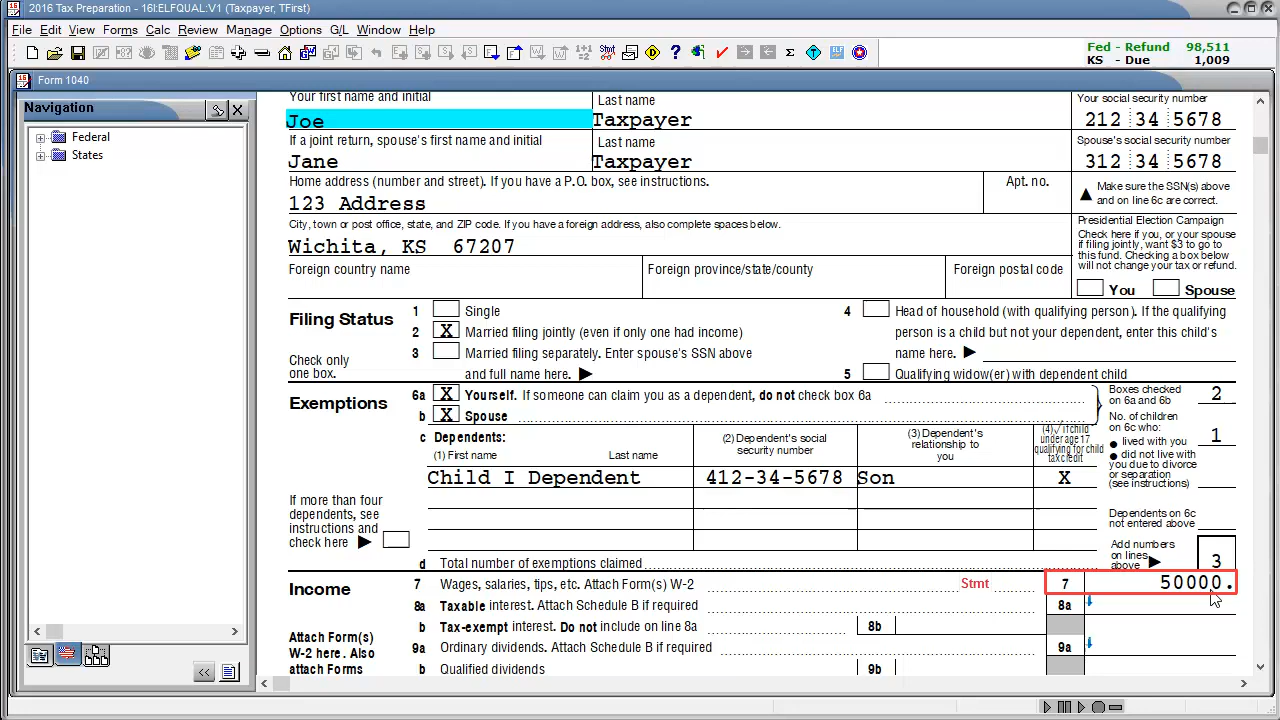 2016 Tax Preparation - 16I:ELFQUAL:V1 (Taxpayer, TFirst)
File Edit View Forms Calc Review Manage Options G/L Window Help
Fed - Refund 98,511
KS - Due 1,009
Form 1040
Navigation
Federal
States
Your first name and initial Last name Your social security number
Joe Taxpayer 212 34 5678
If a joint return, spouse's first name and initial Last name Spouse's social security number
Jane Taxpayer 312 34 5678
Home address (number and street). If you have a P.O. box, see instructions. Apt. no.
123 Address
Make sure the SSN(s) above
and on line 6c are correct.
City, town or post office, state, and ZIP code. If you have a foreign address, also complete spaces below.
Wichita, KS 67207
Foreign country name Foreign province/state/county Foreign postal code
Presidential Election Campaign
Check here if you, or your spouse
if filing jointly, want $3 to go to
this fund. Checking a box below
will not change your tax or refund.
You Spouse
Filing Status
Check only
one box.
1 Single
2 X Married filing jointly (even if only one had income)
3 Married filing separately. Enter spouse's SSN above
and full name here. ▶
4 Head of household (with qualifying person). If the qualifying
person is a child but not your dependent, enter this child's
name here. ▶
5 Qualifying widow(er) with dependent child
Exemptions
6a X Yourself. If someone can claim you as a dependent, do not check box 6a
b X Spouse
c Dependents:
(1) First name Last name
(2) Dependent's social
security number
(3) Dependent's
relationship to
you
(4) √ if child
under age 17
qualifying for child
tax credit
Child I Dependent 412-34-5678 Son X
If more than four
dependents, see
instructions and
check here ▶
d Total number of exemptions claimed
Boxes checked
on 6a and 6b 2
No. of children
on 6c who:
● lived with you 1
● did not live with
you due to divorce
or separation
(see instructions)
Dependents on 6c
not entered above
Add numbers
on lines
above ▶ 3
Income
7 Wages, salaries, tips, etc. Attach Form(s) W-2 Stmt 7 50000.
8a Taxable interest. Attach Schedule B if required 8a
b Tax-exempt interest. Do not include on line 8a 8b
Attach Form(s)
W-2 here. Also
attach Forms
9a Ordinary dividends. Attach Schedule B if required 9a
b Qualified dividends 9b